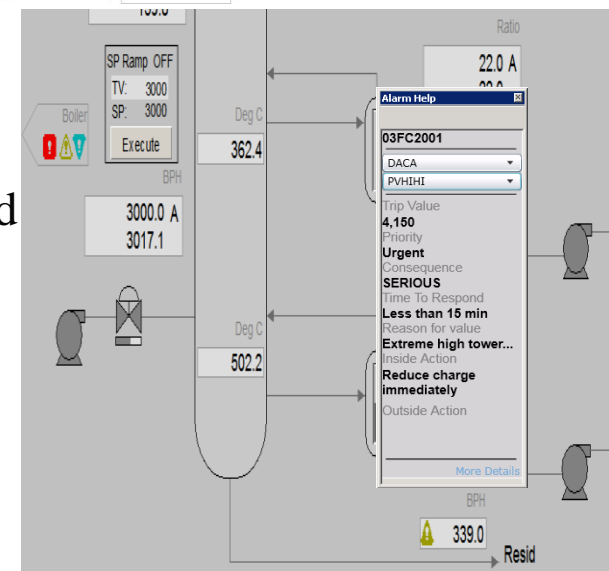 Ratio
22.0 A
SP Ramp OFF
TV: 3000
SP: 3000
Execute
Boiler
Deg C
362.4
BPH
3000.0 A
3017.1
d
Deg C
502.2
Alarm Help
03FC2001
DACA
PVHIHI
Trip Value
4,150
Priority
Urgent
Consequence
SERIOUS
Time To Respond
Less than 15 min
Reason for value
Extreme high tower...
Inside Action
Reduce charge
immediately
Outside Action
More Details
BPH
339.0
Resid